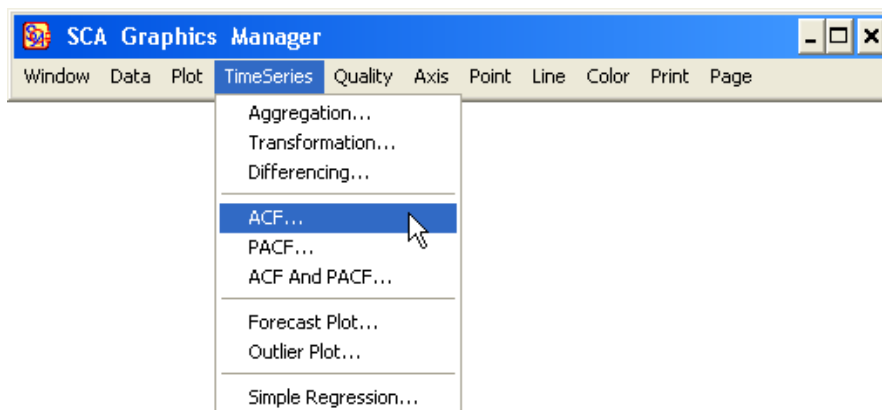 SCA Graphics Manager
Window Data Plot TimeSeries Quality Axis Point Line Color Print Page
Aggregation...
Transformation...
Differencing...
ACF...
PACF...
ACF And PACF...
Forecast Plot...
Outlier Plot...
Simple Regression...